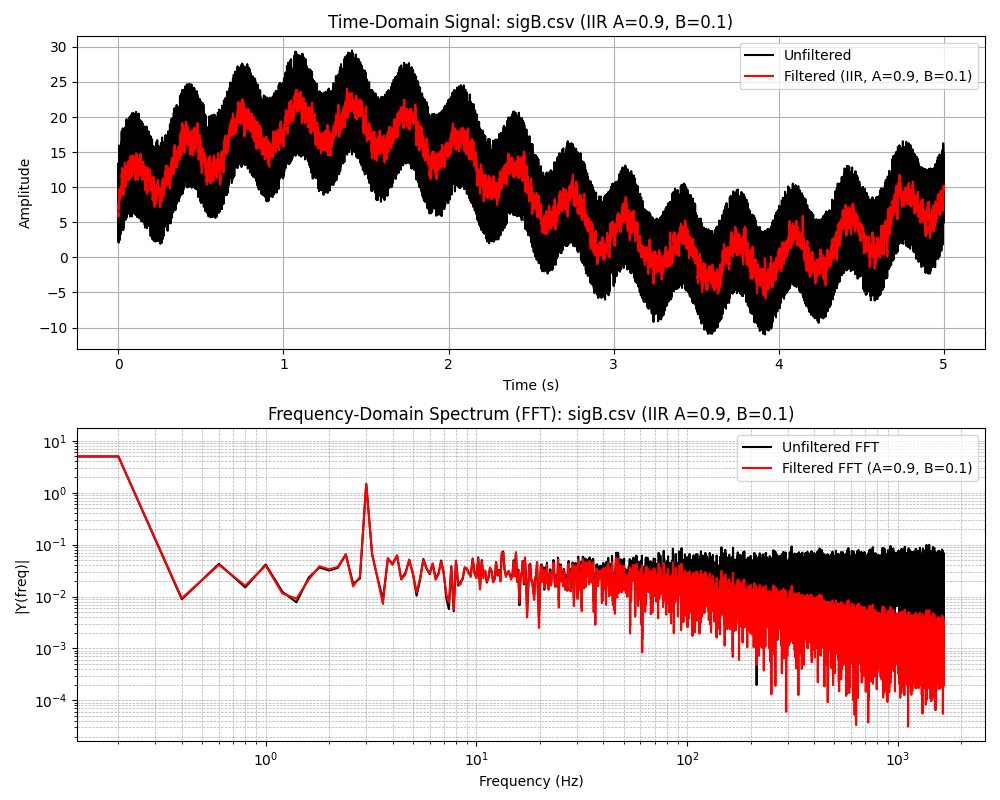 Time-Domain Signal: sigB.csv (IIR A=0.9, B=0.1)
Unfiltered
Filtered (IIR, A=0.9, B=0.1)
Amplitude
30
25
20
15
10
5
0
−5
−10
0 1 2 3 4 5
Time (s)
Frequency-Domain Spectrum (FFT): sigB.csv (IIR A=0.9, B=0.1)
Unfiltered FFT
Filtered FFT (A=0.9, B=0.1)
|Y(freq)|
10¹
10⁰
10⁻¹
10⁻²
10⁻³
10⁻⁴
10⁰ 10¹ 10² 10³
Frequency (Hz)